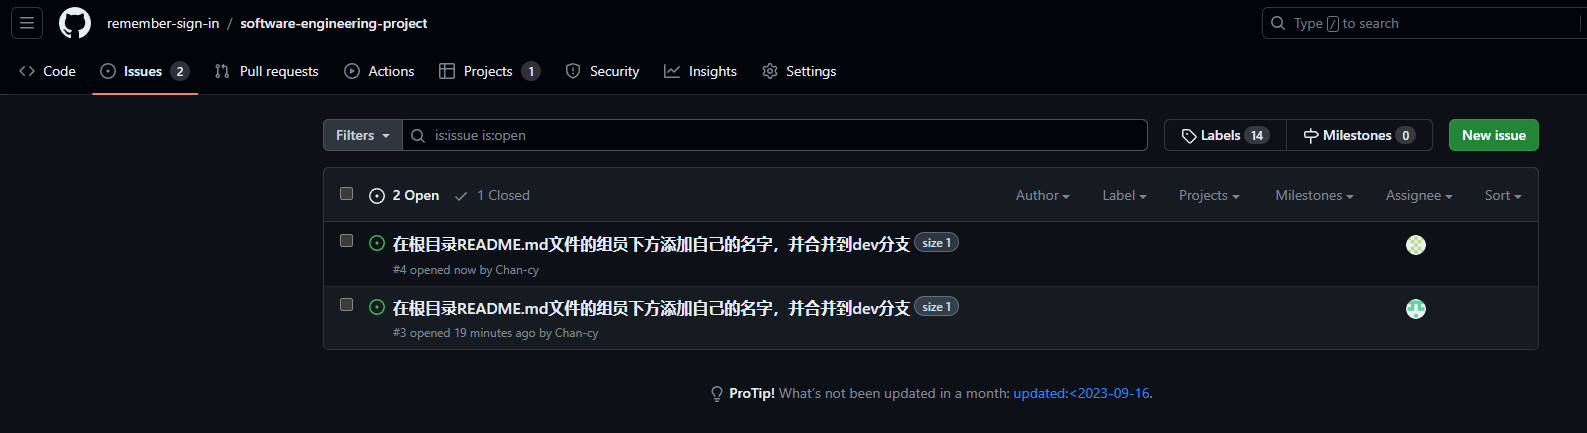 remember-sign-in / software-engineering-project
Type / to search
Code Issues 2 Pull requests Actions Projects 1 Security Insights Settings
Filters is:issue is:open Labels 14 Milestones 0 New issue
2 Open 1 Closed Author Label Projects Milestones Assignee Sort
在根目录README.md文件的组员下方添加自己的名字，并合并到dev分支 size 1
#4 opened now by Chan-cy
在根目录README.md文件的组员下方添加自己的名字，并合并到dev分支 size 1
#3 opened 19 minutes ago by Chan-cy
ProTip! What's not been updated in a month: updated:<2023-09-16.